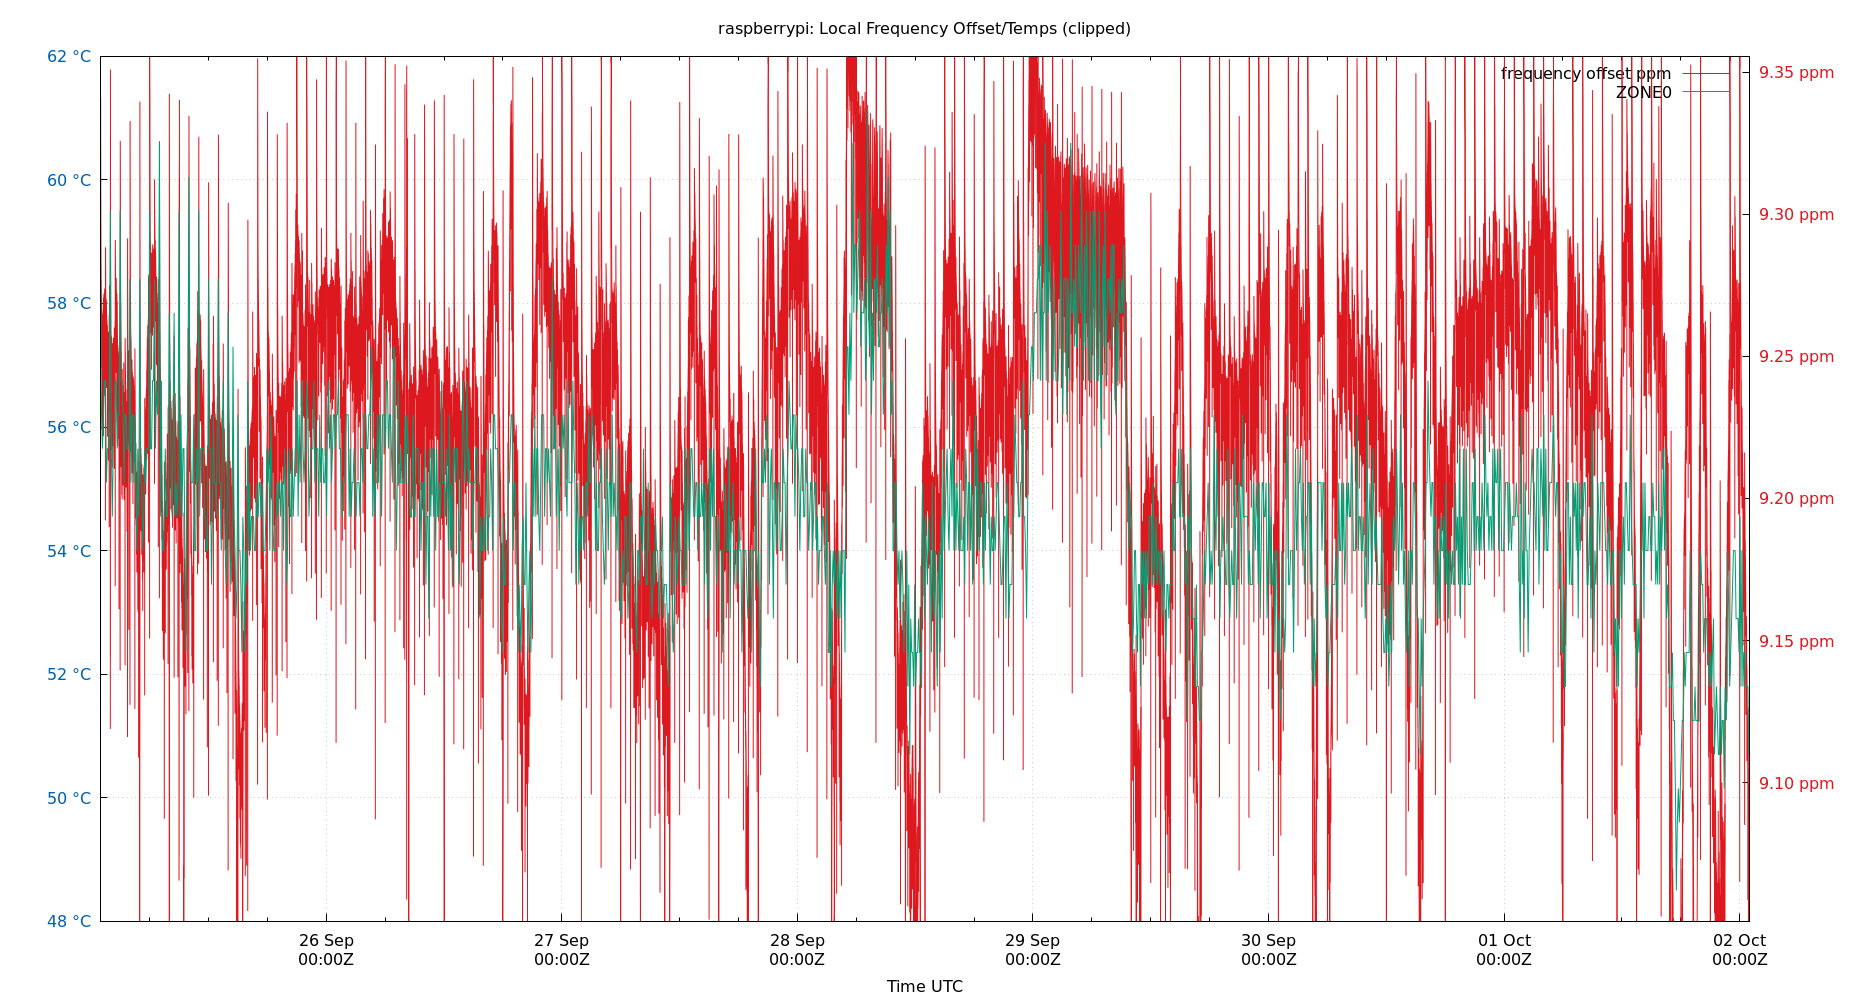 raspberrypi: Local Frequency Offset/Temps (clipped)
62 °C
60 °C
58 °C
56 °C
54 °C
52 °C
50 °C
48 °C
frequency offset ppm
ZONE0
9.35 ppm
9.30 ppm
9.25 ppm
9.20 ppm
9.15 ppm
9.10 ppm
26 Sep
00:00Z
27 Sep
00:00Z
28 Sep
00:00Z
29 Sep
00:00Z
30 Sep
00:00Z
01 Oct
00:00Z
02 Oct
00:00Z
Time UTC